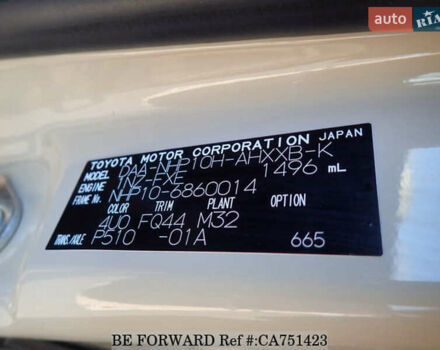 auto RIA
TOYOTA MOTOR CORPORATION JAPAN
MODEL DAA-NHP10H-AHXXB-K
ENGINE 1NZ-FXE 1496 mL
FRAME No. NHP10-6860014
COLOR TRIM PLANT OPTION
4U0 FQ44 M32
TRANS./AXLE P510 -01A 665
BE FORWARD Ref #:CA751423